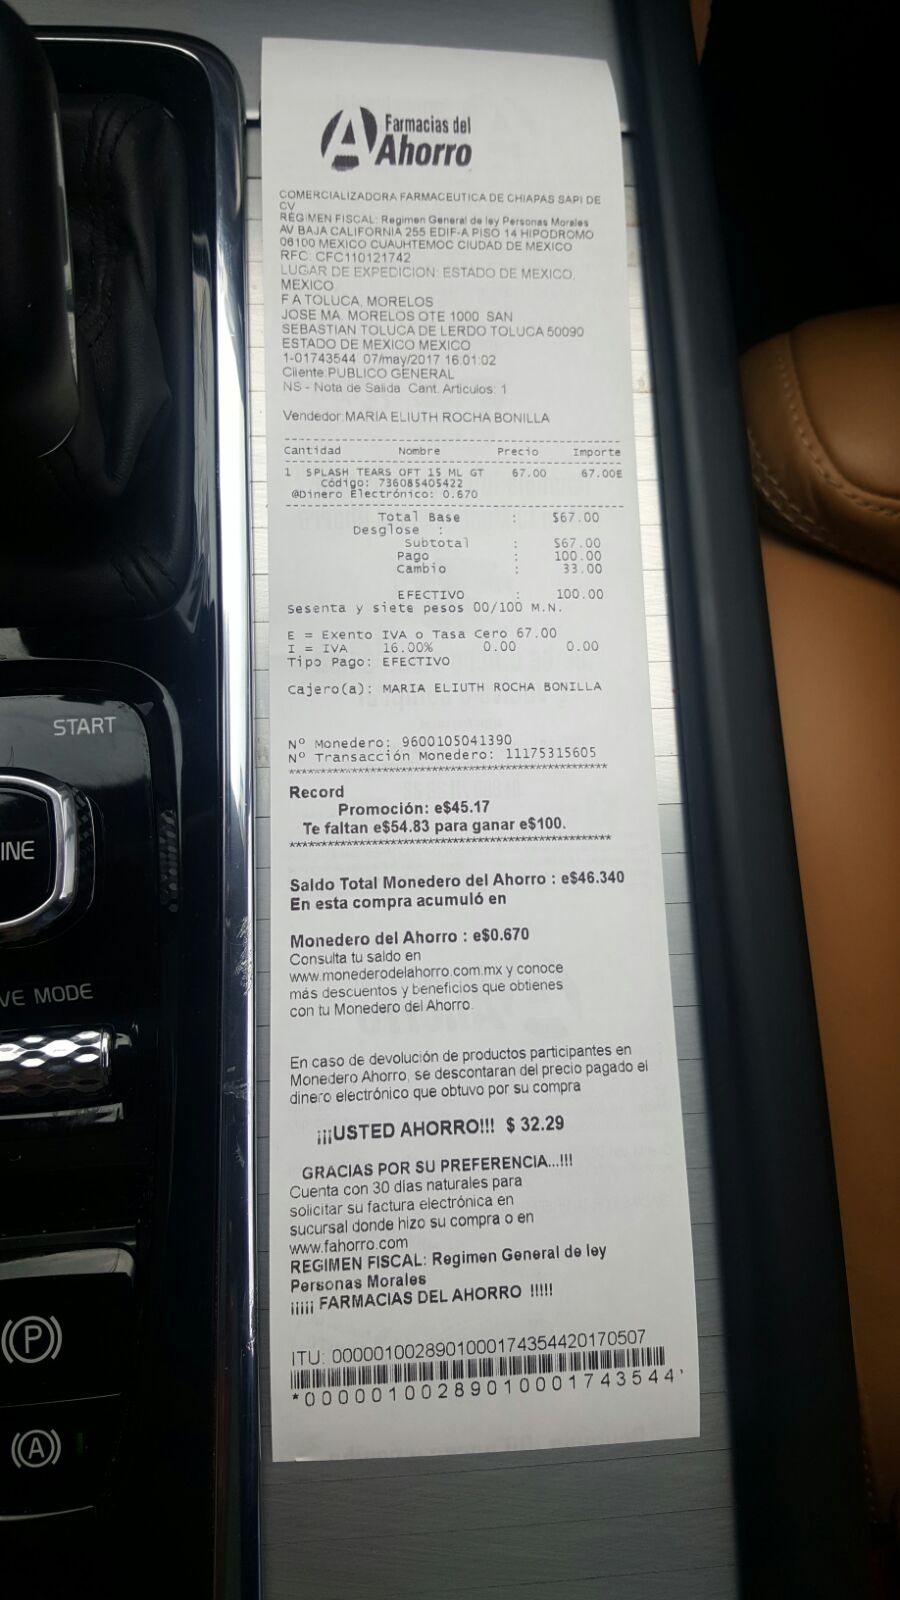 Farmacias del
Ahorro
COMERCIALIZADORA FARMACEUTICA DE CHIAPAS SAPI DE
CV
REGIMEN FISCAL: Regimen General de ley Personas Morales
AV BAJA CALIFORNIA 255 EDIF-A PISO 14 HIPODROMO
06100 MEXICO CUAUHTEMOC CIUDAD DE MEXICO
RFC: CFC110121742
LUGAR DE EXPEDICION: ESTADO DE MEXICO,
MEXICO
F A TOLUCA, MORELOS
JOSE MA. MORELOS OTE 1000 SAN
SEBASTIAN TOLUCA DE LERDO TOLUCA 50090
ESTADO DE MEXICO MEXICO
1-01743544 07/may/2017 16:01:02
Cliente:PUBLICO GENERAL
NS - Nota de Salida Cant. Articulos: 1
Vendedor:MARIA ELIUTH ROCHA BONILLA
Cantidad Nombre Precio Importe
1 SPLASH TEARS OFT 15 ML GT 67.00 67.00E
Código: 736085405422
@Dinero Electrónico: 0.670
Total Base : $67.00
Desglose :
Subtotal : $67.00
Pago : 100.00
Cambio : 33.00
EFECTIVO : 100.00
Sesenta y siete pesos 00/100 M.N.
E = Exento IVA o Tasa Cero 67.00
I = IVA 16.00% 0.00 0.00
Tipo Pago: EFECTIVO
Cajero(a): MARIA ELIUTH ROCHA BONILLA
N° Monedero: 9600105041390
N° Transacción Monedero: 11175315605
****************************************
Record
Promoción: e$45.17
Te faltan e$54.83 para ganar e$100.
****************************************
Saldo Total Monedero del Ahorro : e$46.340
En esta compra acumuló en
Monedero del Ahorro : e$0.670
Consulta tu saldo en
www.monederodelahorro.com.mx y conoce
más descuentos y beneficios que obtienes
con tu Monedero del Ahorro.
En caso de devolución de productos participantes en
Monedero Ahorro, se descontaran del precio pagado el
dinero electrónico que obtuvo por su compra
¡¡¡USTED AHORRO!!! $ 32.29
GRACIAS POR SU PREFERENCIA...!!!
Cuenta con 30 días naturales para
solicitar su factura electrónica en
sucursal donde hizo su compra o en
www.fahorro.com
REGIMEN FISCAL: Regimen General de ley
Personas Morales
¡¡¡¡¡ FARMACIAS DEL AHORRO !!!!!
ITU: 0000010028901000174354420170507
*00000100289010001743544*
START
INE
VE MODE
P
A